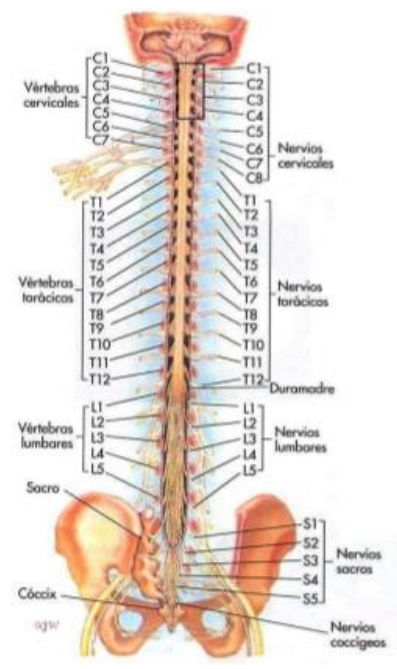 Vértebras
cervicales
C1
C2
C3
C4
C5
C6
C7
C1
C2
C3
C4
C5
C6
C7
C8
Nervios
cervicales
Vértebras
torácicos
T1
T2
T3
T4
T5
T6
T7
T8
T9
T10
T11
T12
T1
T2
T3
T4
T5
T6
T7
T8
T9
T10
T11
T12
Nervios
torácicos
Duramadre
Vértebras
lumbares
L1
L2
L3
L4
L5
L1
L2
L3
L4
L5
Nervios
lumbares
Sacro
Cóccix
S1
S2
S3
S4
S5
Nervios
sacros
Nervios
coccígeos